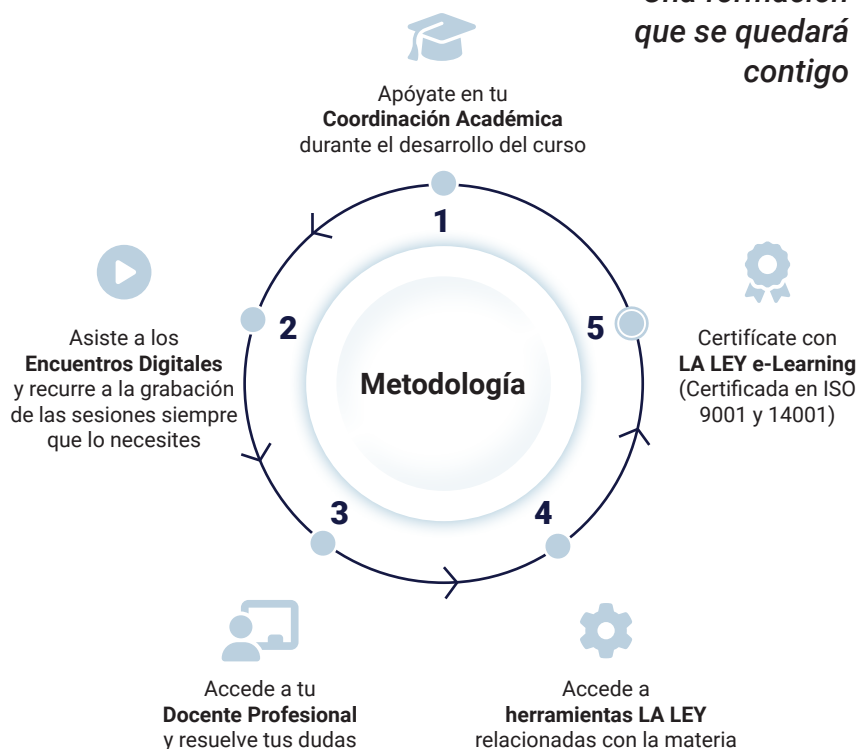 Una formación
que se quedará
contigo
Apóyate en tu
Coordinación Académica
durante el desarrollo del curso
1
Asiste a los
Encuentros Digitales
y recurre a la grabación
de las sesiones siempre
que lo necesites
2
5
Certifícate con
LA LEY e-Learning
(Certificada en ISO
9001 y 14001)
Metodología
3
4
Accede a tu
Docente Profesional
y resuelve tus dudas
Accede a
herramientas LA LEY
relacionadas con la materia